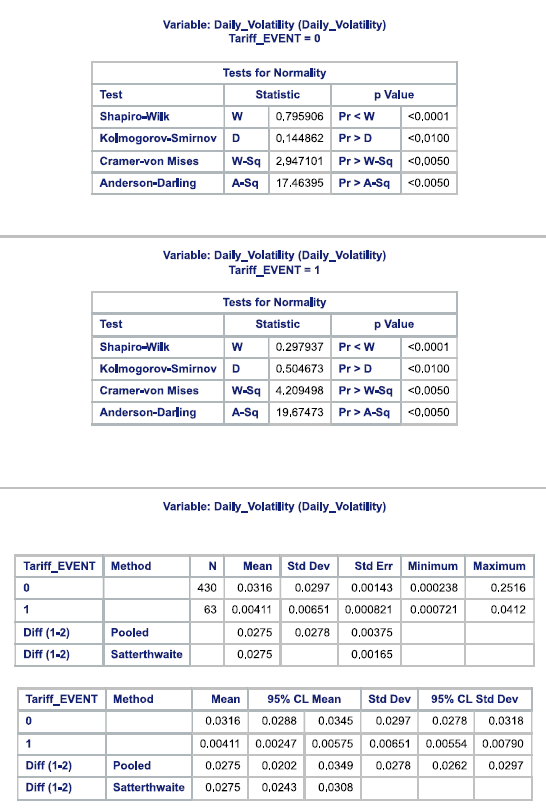 Variable: Daily_Volatility (Daily_Volatility)
Tariff_EVENT = 0
Tests for Normality
Test Statistic p Value
Shapiro-Wilk W 0.795906 Pr < W <0.0001
Kolmogorov-Smirnov D 0.144862 Pr > D <0.0100
Cramer-von Mises W-Sq 2.947101 Pr > W-Sq <0.0050
Anderson-Darling A-Sq 17.46395 Pr > A-Sq <0.0050
Variable: Daily_Volatility (Daily_Volatility)
Tariff_EVENT = 1
Tests for Normality
Test Statistic p Value
Shapiro-Wilk W 0.297937 Pr < W <0.0001
Kolmogorov-Smirnov D 0.504673 Pr > D <0.0100
Cramer-von Mises W-Sq 4.209498 Pr > W-Sq <0.0050
Anderson-Darling A-Sq 19.67473 Pr > A-Sq <0.0050
Variable: Daily_Volatility (Daily_Volatility)
Tariff_EVENT Method N Mean Std Dev Std Err Minimum Maximum
0 430 0.0316 0.0297 0.00143 0.000238 0.2516
1 63 0.00411 0.00651 0.000821 0.000721 0.0412
Diff (1-2) Pooled 0.0275 0.0278 0.00375
Diff (1-2) Satterthwaite 0.0275 0.00165
Tariff_EVENT Method Mean 95% CL Mean Std Dev 95% CL Std Dev
0 0.0316 0.0288 0.0345 0.0297 0.0278 0.0318
1 0.00411 0.00247 0.00575 0.00651 0.00554 0.00790
Diff (1-2) Pooled 0.0275 0.0202 0.0349 0.0278 0.0262 0.0297
Diff (1-2) Satterthwaite 0.0275 0.0243 0.0308